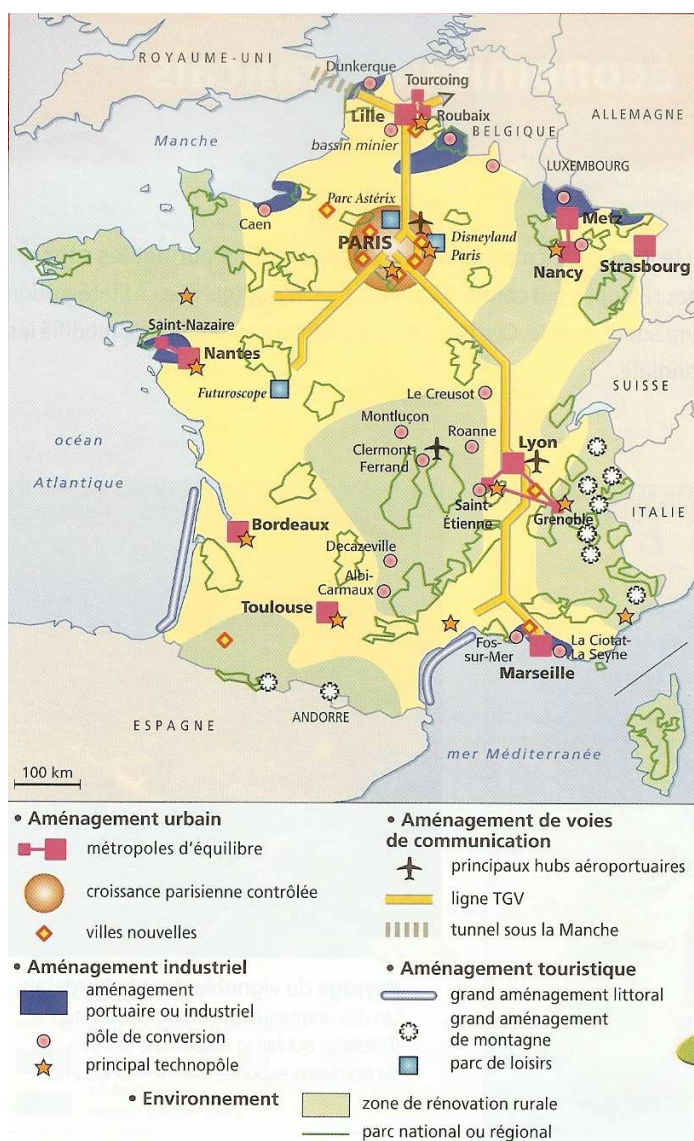 ROYAUME-UNI
Dunkerque
Tourcoing
Lille
Roubaix
ALLEMAGNE
Manche
bassin minier
BELGIQUE
LUXEMBOURG
Parc Astérix
Metz
Caen
PARIS
Disneyland
Paris
Nancy
Strasbourg
Saint-Nazaire
Nantes
Futuroscope
Le Creusot
SUISSE
Montluçon
océan
Atlantique
Clermont-
Ferrand
Roanne
Lyon
Saint-
Étienne
Grenoble
ITALIE
Bordeaux
Decazeville
Albi-
Carmaux
Toulouse
Fos-
sur-Mer
La Ciotat-
La Seyne
Marseille
ESPAGNE
ANDORRE
mer Méditerranée
100 km
• Aménagement urbain
métropoles d'équilibre
croissance parisienne contrôlée
villes nouvelles
• Aménagement industriel
aménagement
portuaire ou industriel
pôle de conversion
principal technopôle
• Aménagement de voies
de communication
principaux hubs aéroportuaires
ligne TGV
tunnel sous la Manche
• Aménagement touristique
grand aménagement littoral
grand aménagement
de montagne
parc de loisirs
• Environnement
zone de rénovation rurale
parc national ou régional